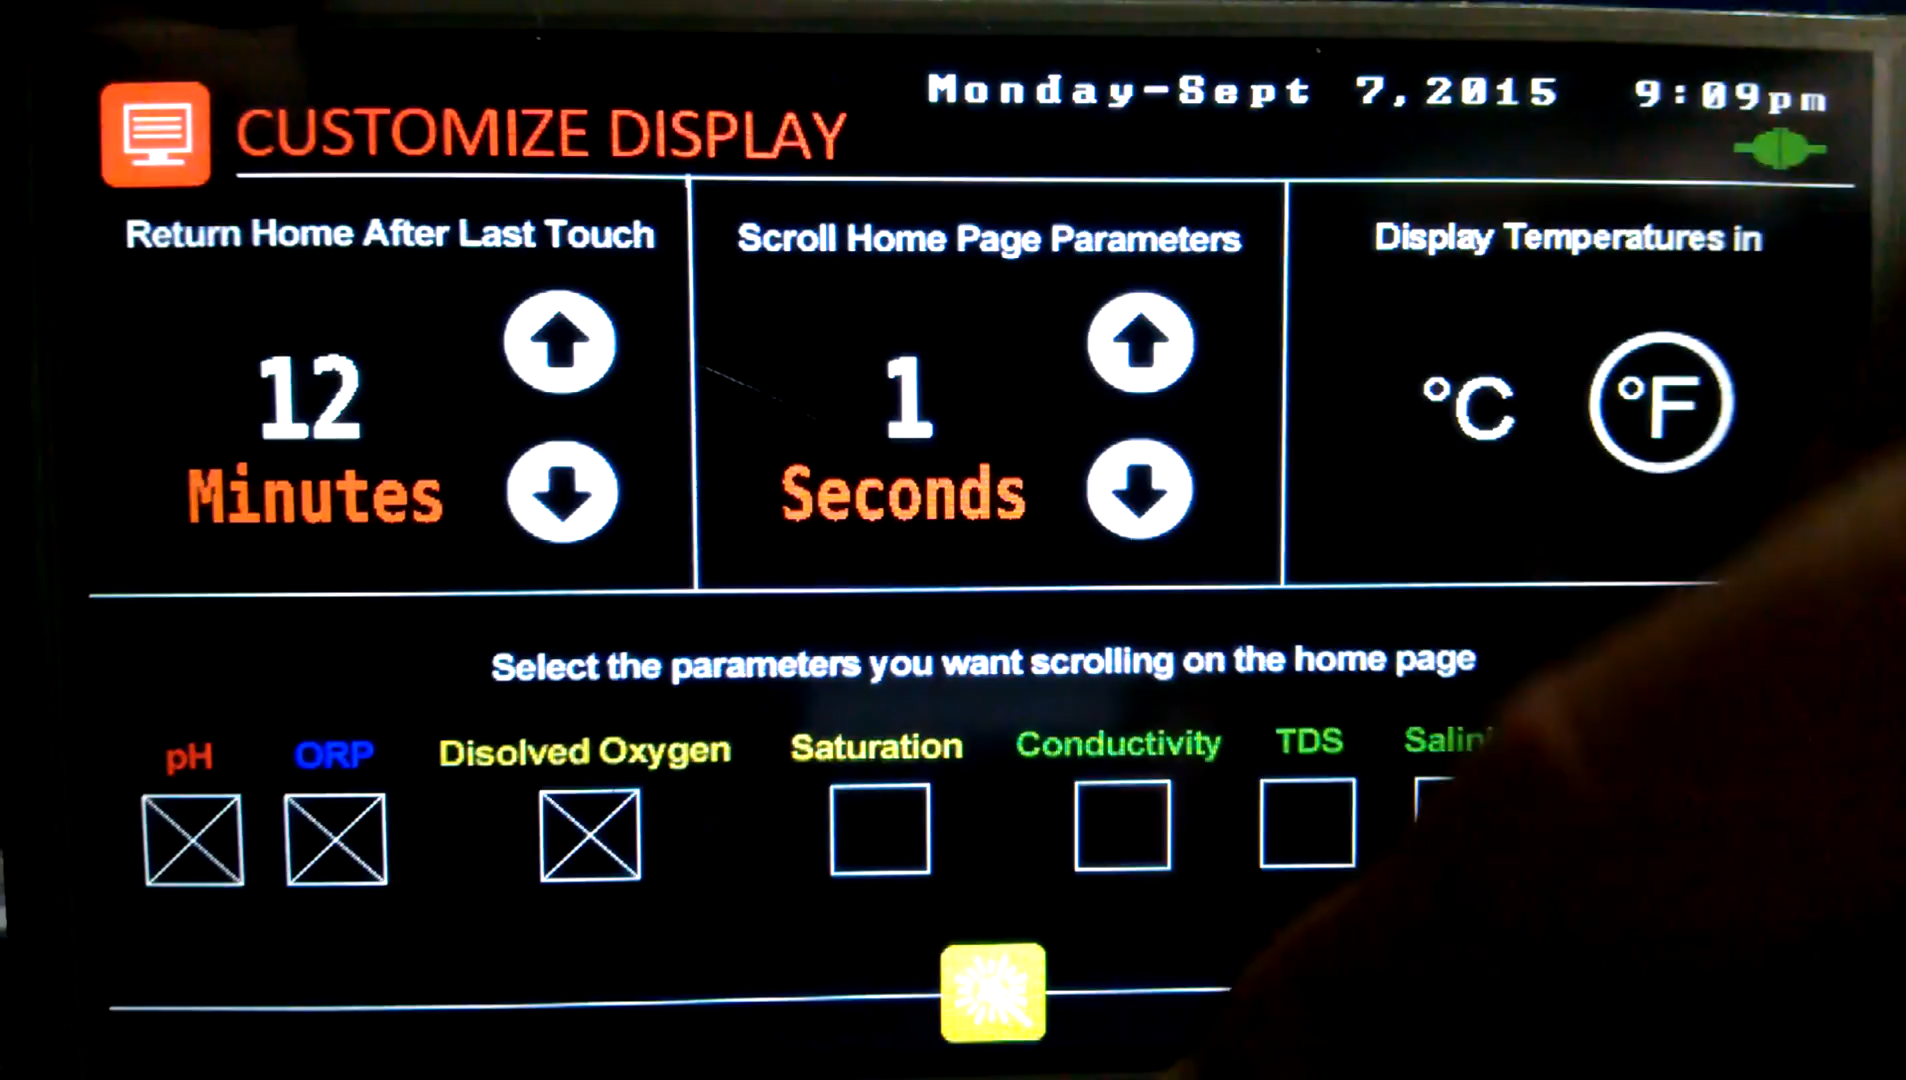 Monday-Sept 7,2015 9:09pm
CUSTOMIZE DISPLAY
Return Home After Last Touch
Scroll Home Page Parameters
Display Temperatures in
12
Minutes
1
Seconds
°C °F
Select the parameters you want scrolling on the home page
pH ORP Disolved Oxygen Saturation Conductivity TDS